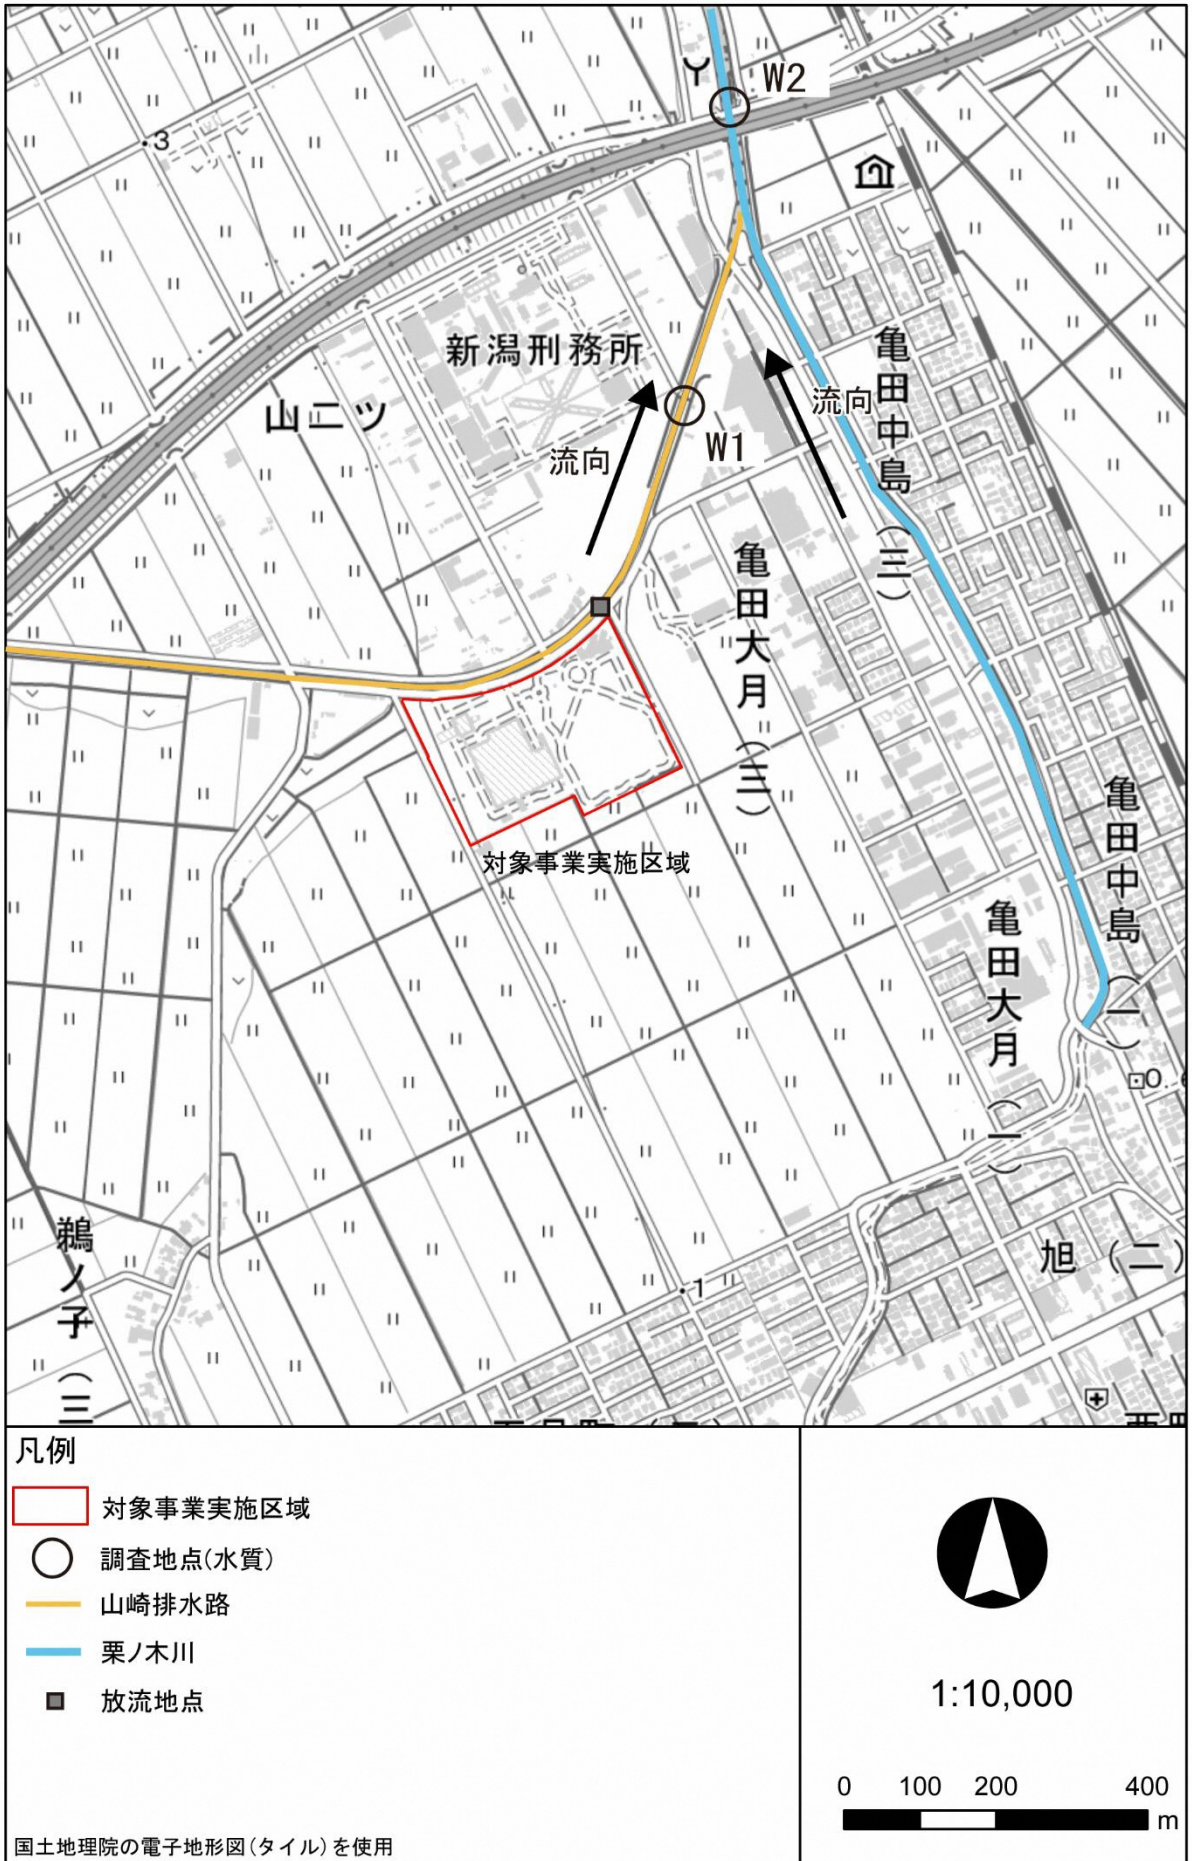 W2
3
新潟刑務所
山二ツ
流向
W1
流向
亀田中島(三)
亀田大月(三)
対象事業実施区域
亀田中島(一)
亀田大月(一)
鵜ノ子(三)
旭(二)
1
凡例
対象事業実施区域
調査地点(水質)
山崎排水路
栗ノ木川
放流地点
国土地理院の電子地形図(タイル)を使用
1:10,000
0 100 200 400
m